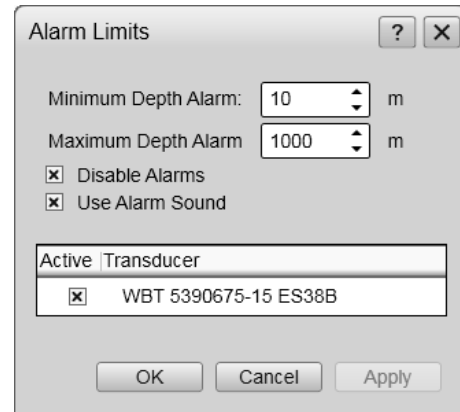 Alarm Limits ?
Minimum Depth Alarm: 10 m
Maximum Depth Alarm 1000 m
Disable Alarms
Use Alarm Sound
Active Transducer
WBT 5390675-15 ES38B
OK Cancel Apply